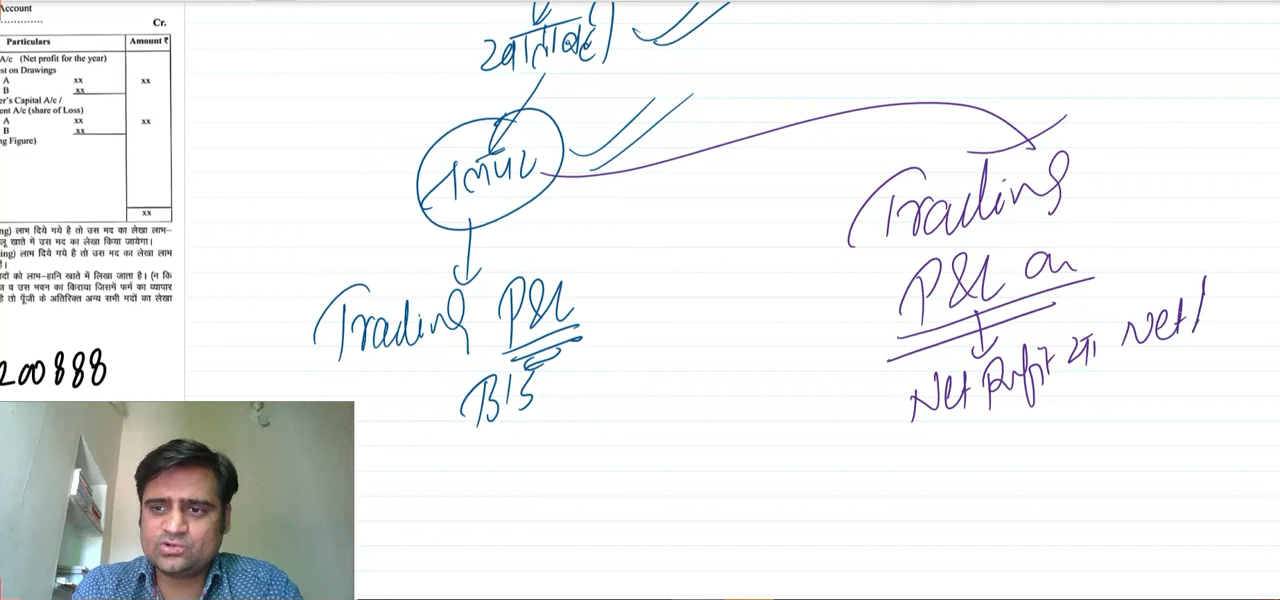 Account
.............
Cr.
Particulars Amount ₹
A/c (Net profit for the year)
st on Drawings
A xx xx
B xx
er's Capital A/c /
ent A/c (share of Loss)
A xx xx
B xx
ng Figure)
xx
ng) लाभ दिये गये है तो उस मद का लेखा लाभ–
लू खाते में उस मद का लेखा किया जायेगा।
ing) लाभ दिये गये है तो उस मद का लेखा लाभ
है।
दों को लाभ–हानि खाते में लिखा जाता है। (न कि
ज व उस भवन का किराया जिसमें फर्म का व्यापार
है तो पूँजी के अतिरिक्त अन्य सभी मदों का लेखा
200888
खाताबही
तलपट
Trading P&L
B/S
Trading
P&L a/c
Net Profit या Net